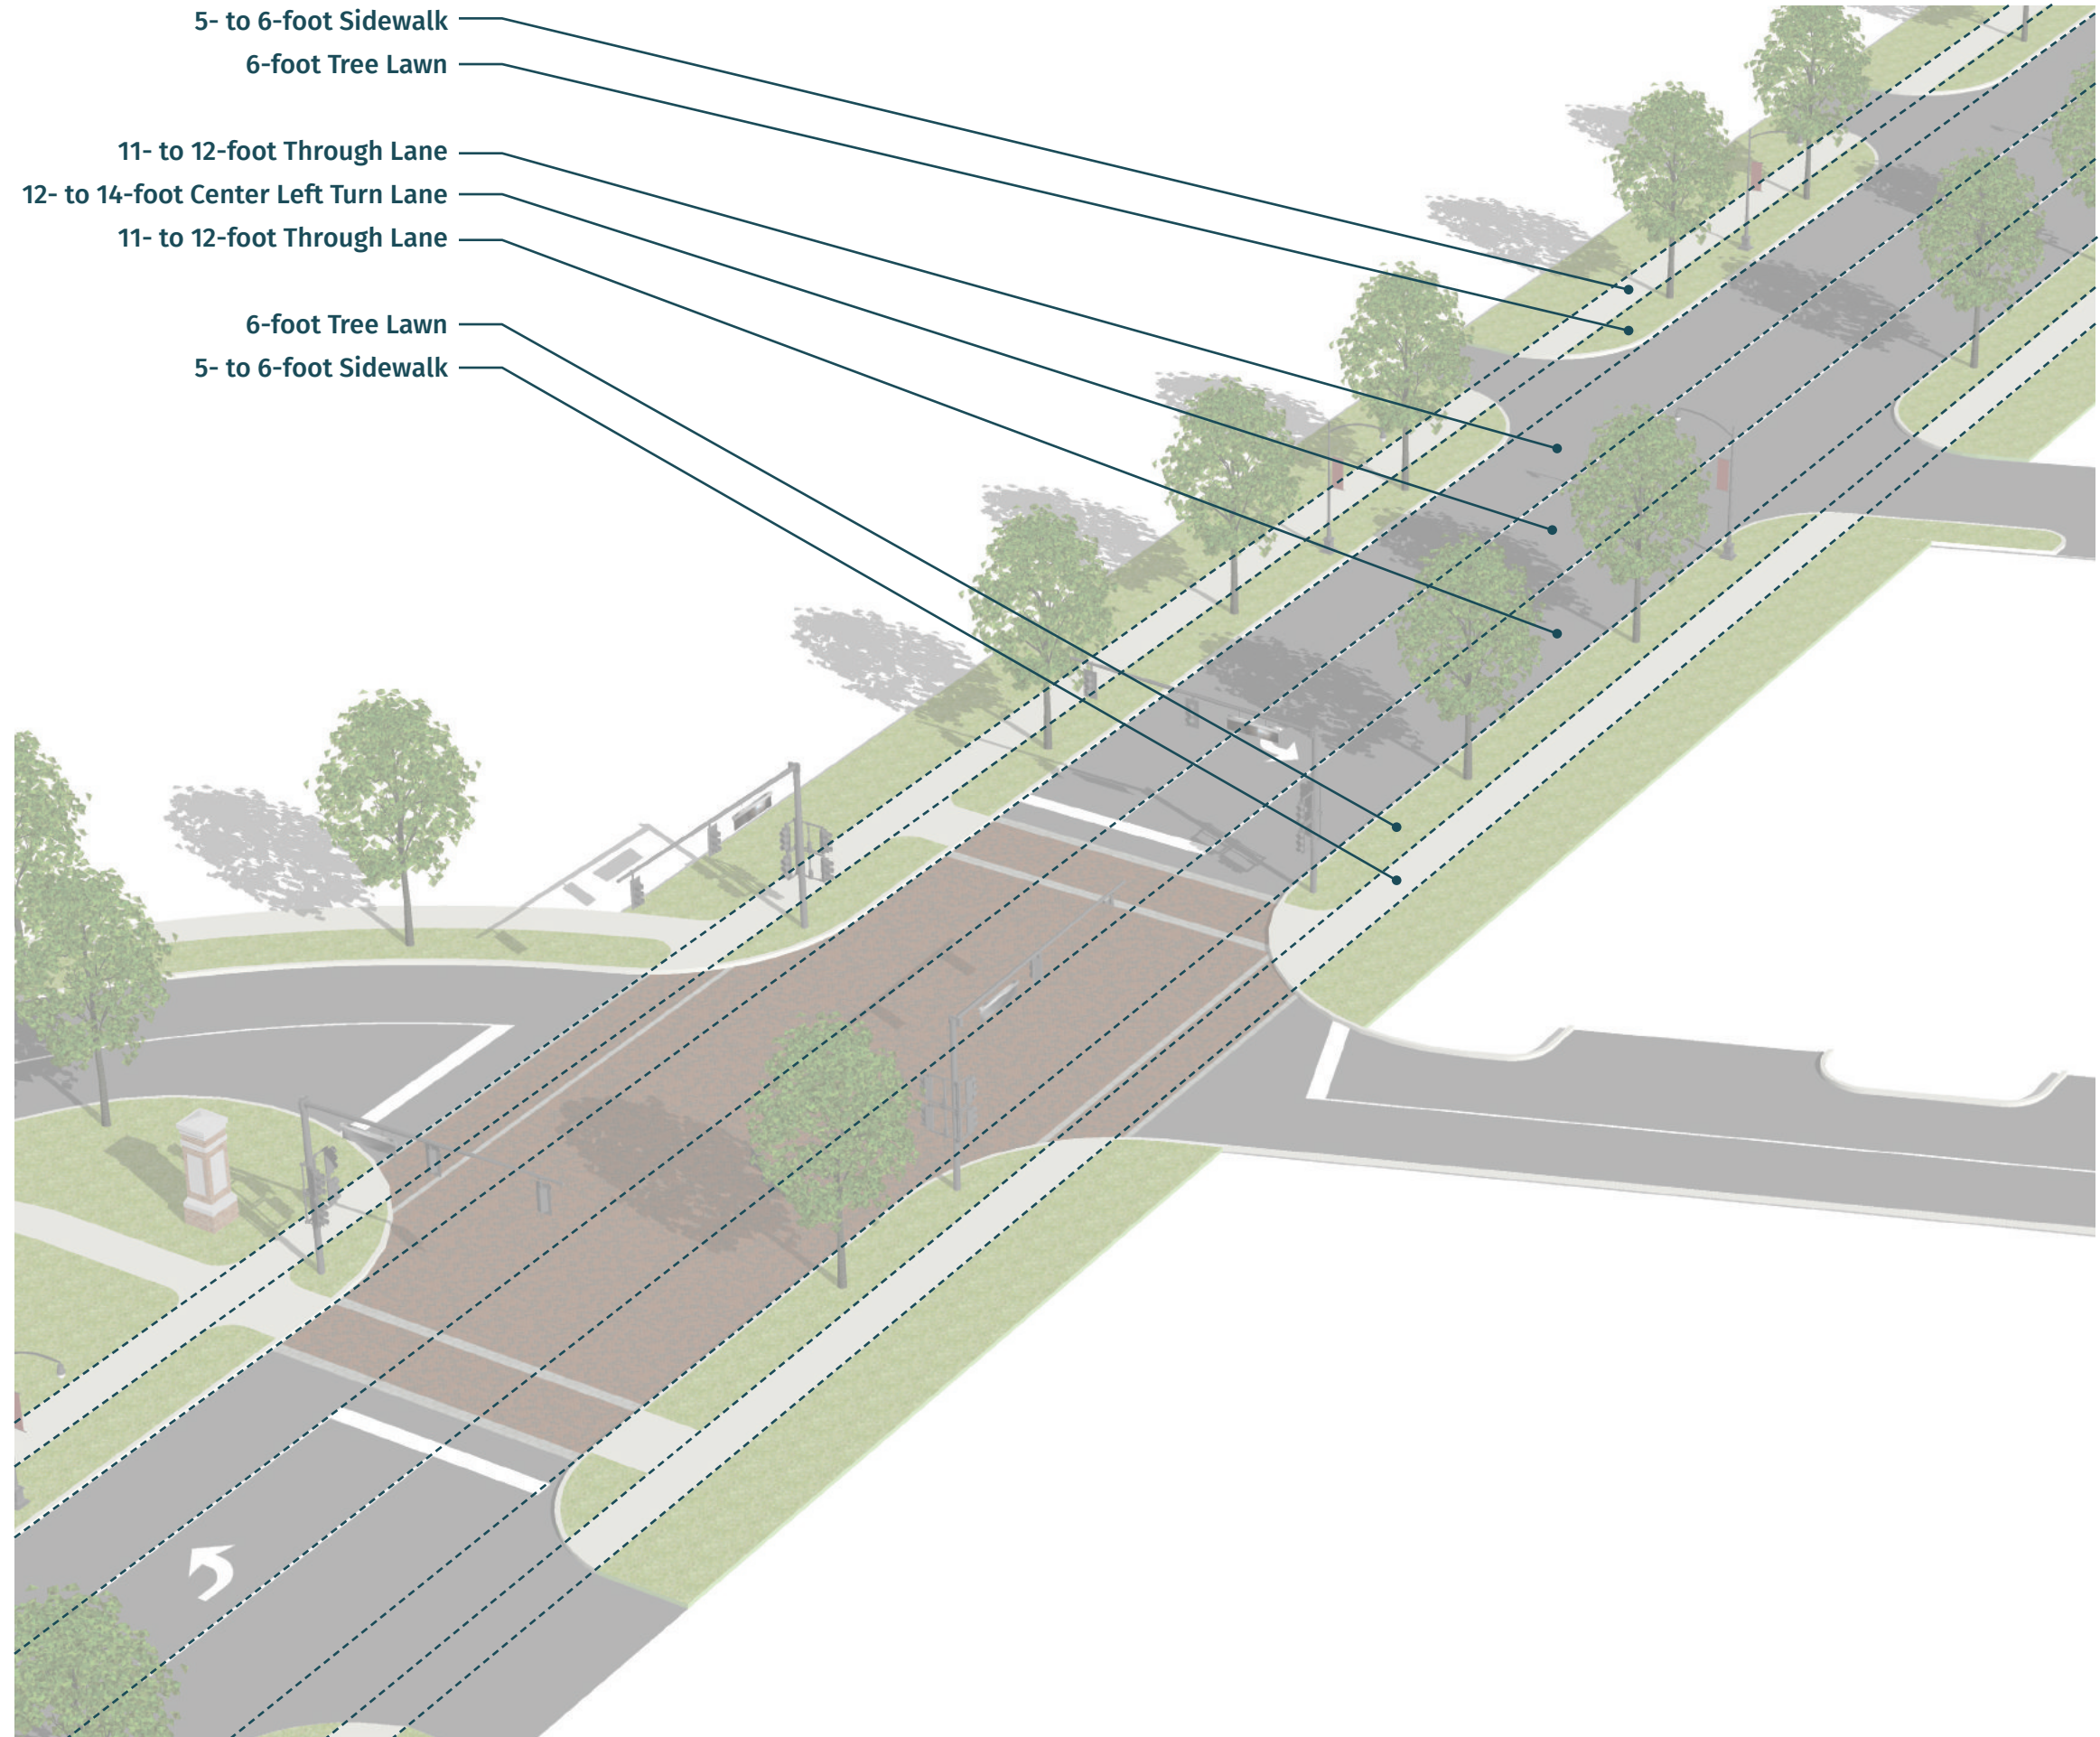 5- to 6-foot Sidewalk
6-foot Tree Lawn
11- to 12-foot Through Lane
12- to 14-foot Center Left Turn Lane
11- to 12-foot Through Lane
6-foot Tree Lawn
5- to 6-foot Sidewalk